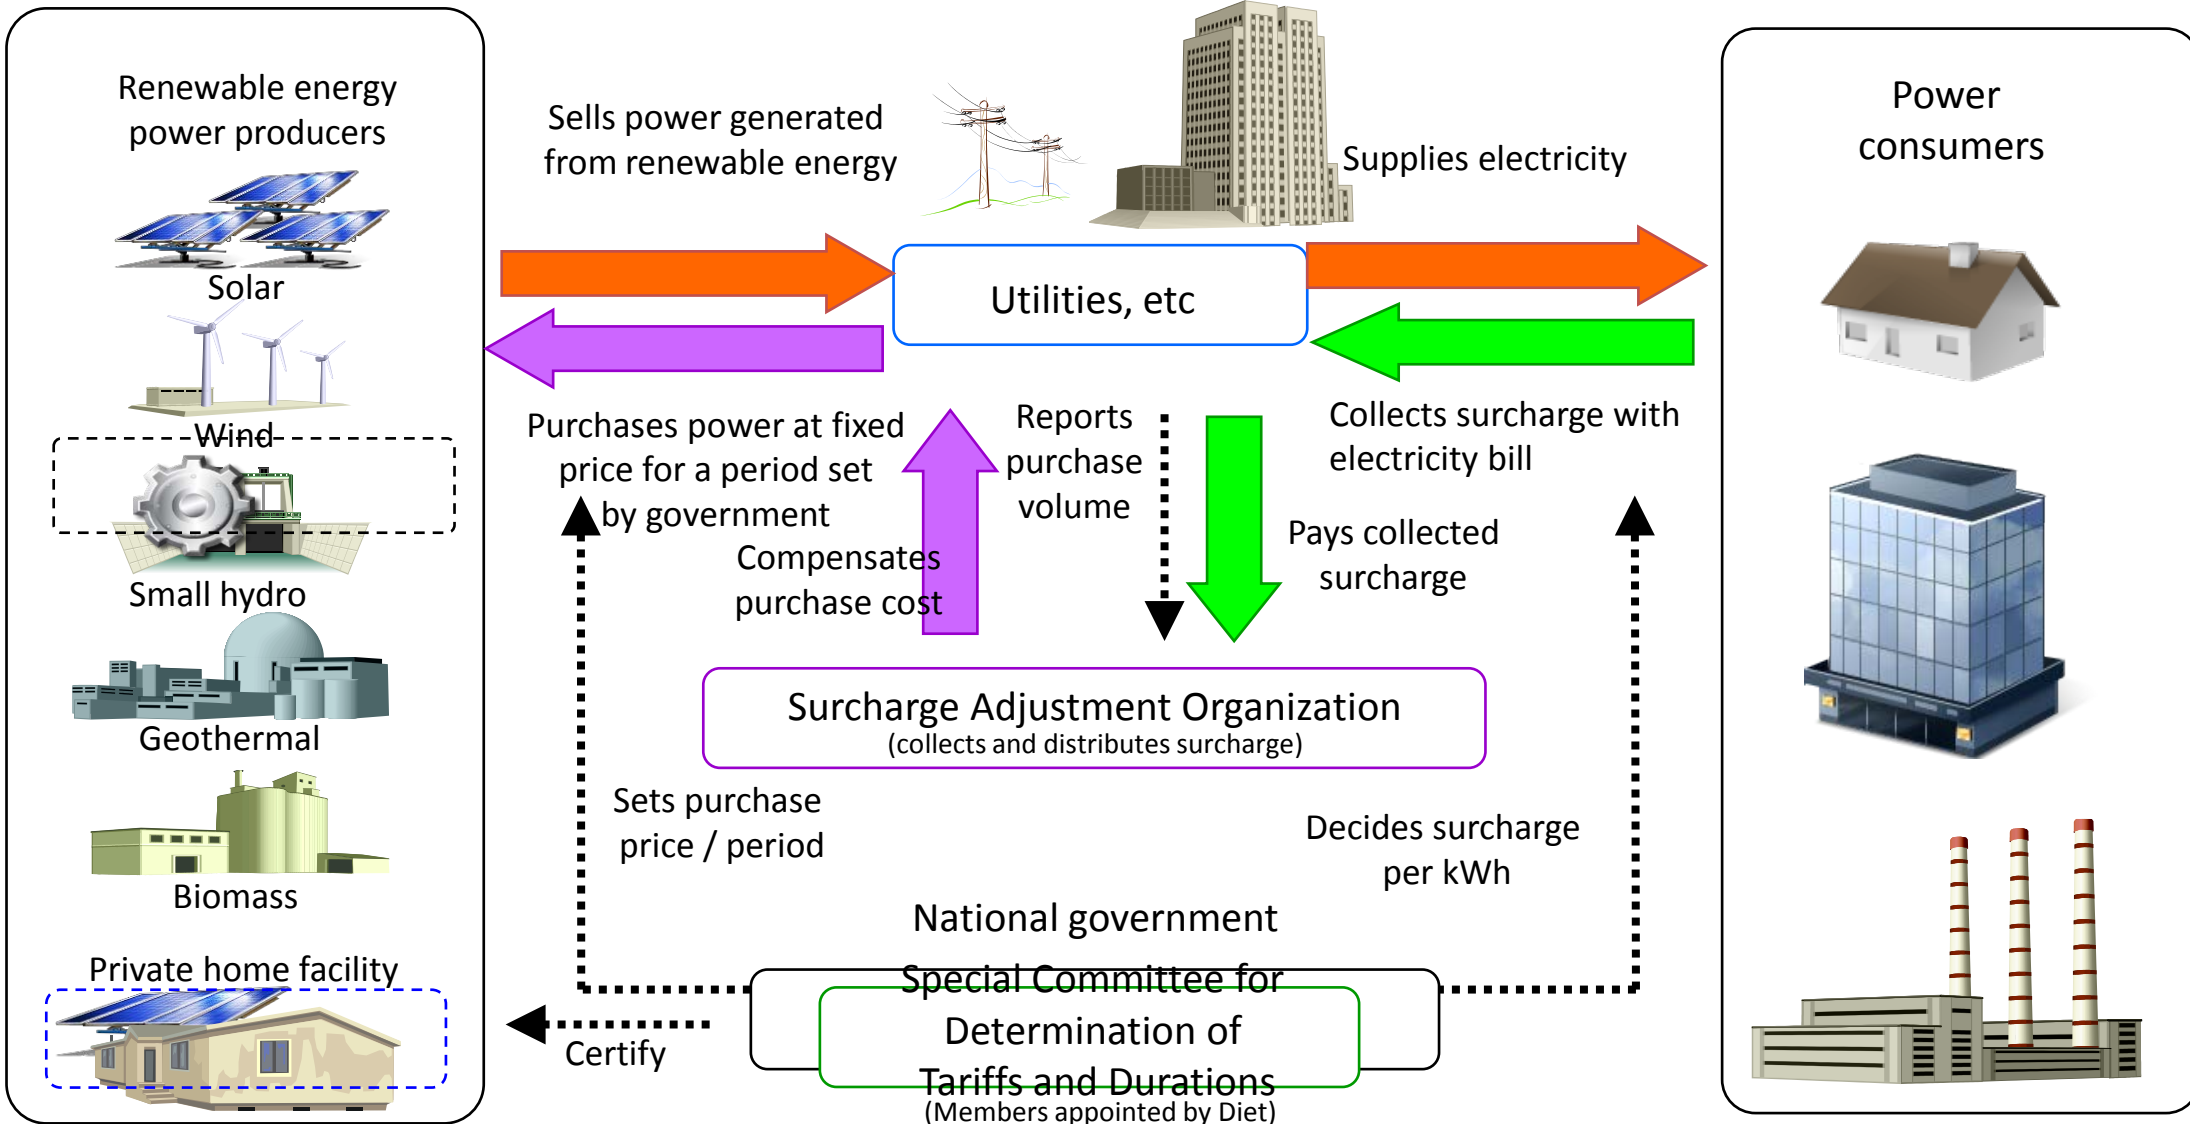 Renewable energy
power producers
Solar
Wind
Small hydro
Geothermal
Biomass
Private home facility
Sells power generated
from renewable energy
Supplies electricity
Utilities, etc
Purchases power at fixed
price for a period set
by government
Compensates
purchase cost
Reports
purchase
volume
Collects surcharge with
electricity bill
Pays collected
surcharge
Surcharge Adjustment Organization
(collects and distributes surcharge)
Sets purchase
price / period
Decides surcharge
per kWh
National government
Special Committee for
Determination of
Tariffs and Durations
(Members appointed by Diet)
Certify
Power
consumers